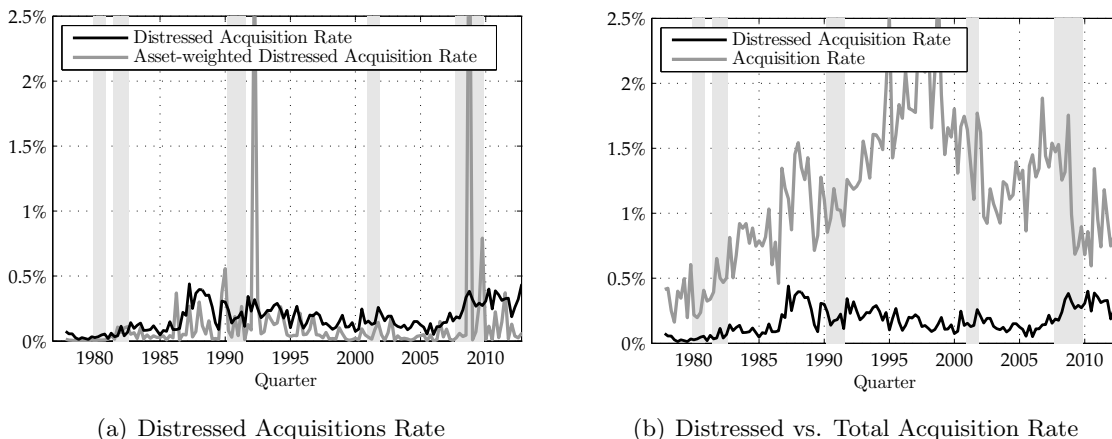 2.5%
2%
1.5%
1%
0.5%
0%
Distressed Acquisition Rate
Asset-weighted Distressed Acquisition Rate
1980 1985 1990 1995 2000 2005 2010
Quarter
(a) Distressed Acquisitions Rate
2.5%
2%
1.5%
1%
0.5%
0%
Distressed Acquisition Rate
Acquisition Rate
1980 1985 1990 1995 2000 2005 2010
Quarter
(b) Distressed vs. Total Acquisition Rate